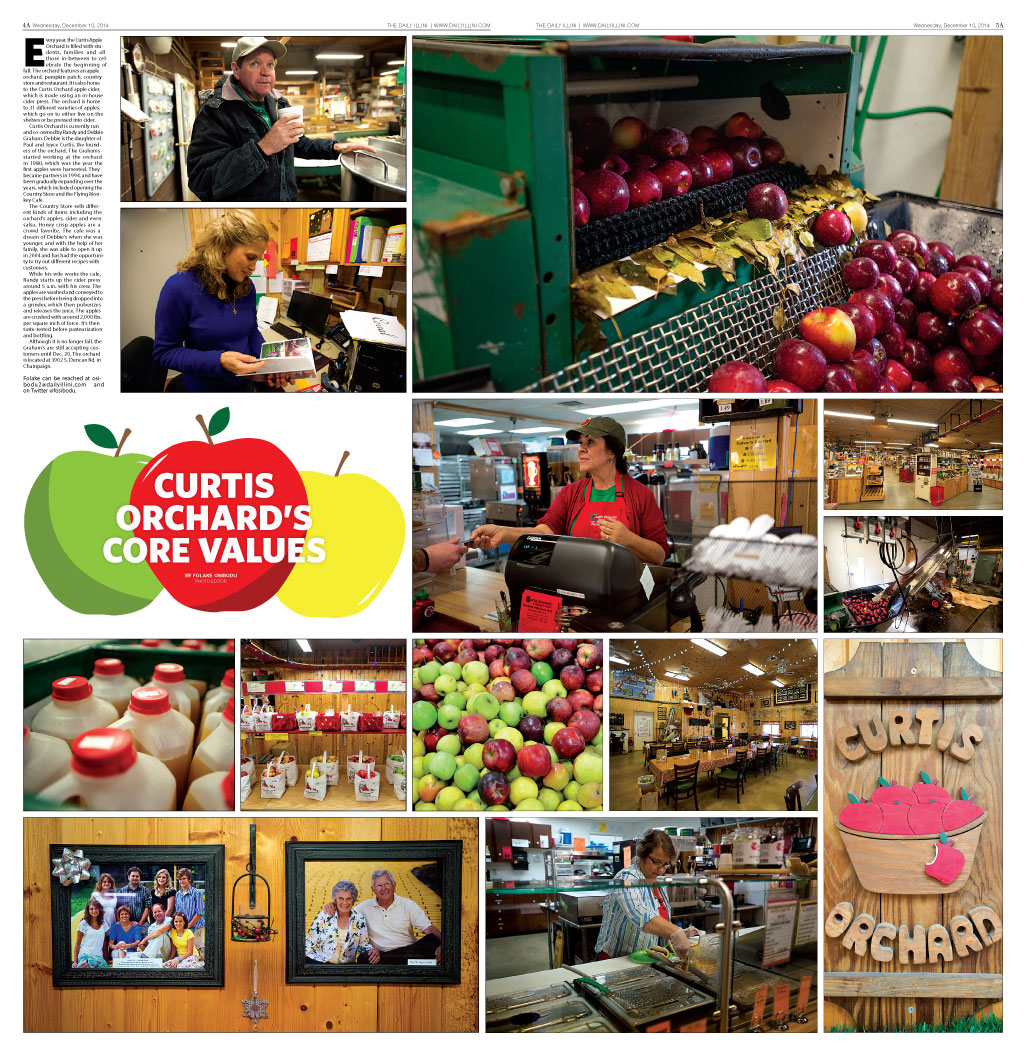 4A Wednesday, December 10, 2014
THE DAILY ILLINI | WWW.DAILYILLINI.COM
THE DAILY ILLINI | WWW.DAILYILLINI.COM
Wednesday, December 10, 2014 5A
Every year, the Curtis Apple
Orchard is filled with stu-
dents, families and all
those in-between to cel-
ebrate the beginning of
fall. The orchard features an apple
orchard, pumpkin patch, country
store and restaurant. It is also home
to the Curtis Orchard apple cider,
which is made using an in-house
cider press. The orchard is home
to 31 different varieties of apples,
which go on to either live on the
shelves or be pressed into cider.
Curtis Orchard is currently run
and co-owned by Randy and Debbie
Graham. Debbie is the daughter of
Paul and Joyce Curtis, the found-
ers of the orchard. The Grahams
started working at the orchard
in 1980, which was the year the
first apples were harvested. They
became partners in 1994, and have
been gradually expanding over the
years, which included opening the
Country Store and the Flying Mon-
key Cafe.
The Country Store sells differ-
ent kinds of items including the
orchard's apples, cider and even
salsa. Honey crisp apples are a
crowd favorite. The cafe was a
dream of Debbie's when she was
younger, and with the help of her
family, she was able to open it up
in 2004 and has had the opportuni-
ty to try out different recipes with
customers.
While his wife works the cafe,
Randy starts up the cider press
around 5 a.m. with his crew. The
apples are washed and conveyed to
the press before being dropped into
a grinder, which then pulverizes
and releases the juice. The apples
are crushed with around 2,000 lbs.
per square inch of force. It's then
taste-tested before pasteurization
and bottling.
Although it is no longer fall, the
Graham's are still accepting cus-
tomers until Dec. 20. The orchard
is located at 3902 S. Duncan Rd. in
Champaign.
Folake can be reached at osi-
bodu2@dailyillini.com and
on Twitter @fosibodu.
CURTIS
ORCHARD'S
CORE VALUES
BY FOLAKE OSIBODU
PHOTO EDITOR
CURTIS
ORCHARD